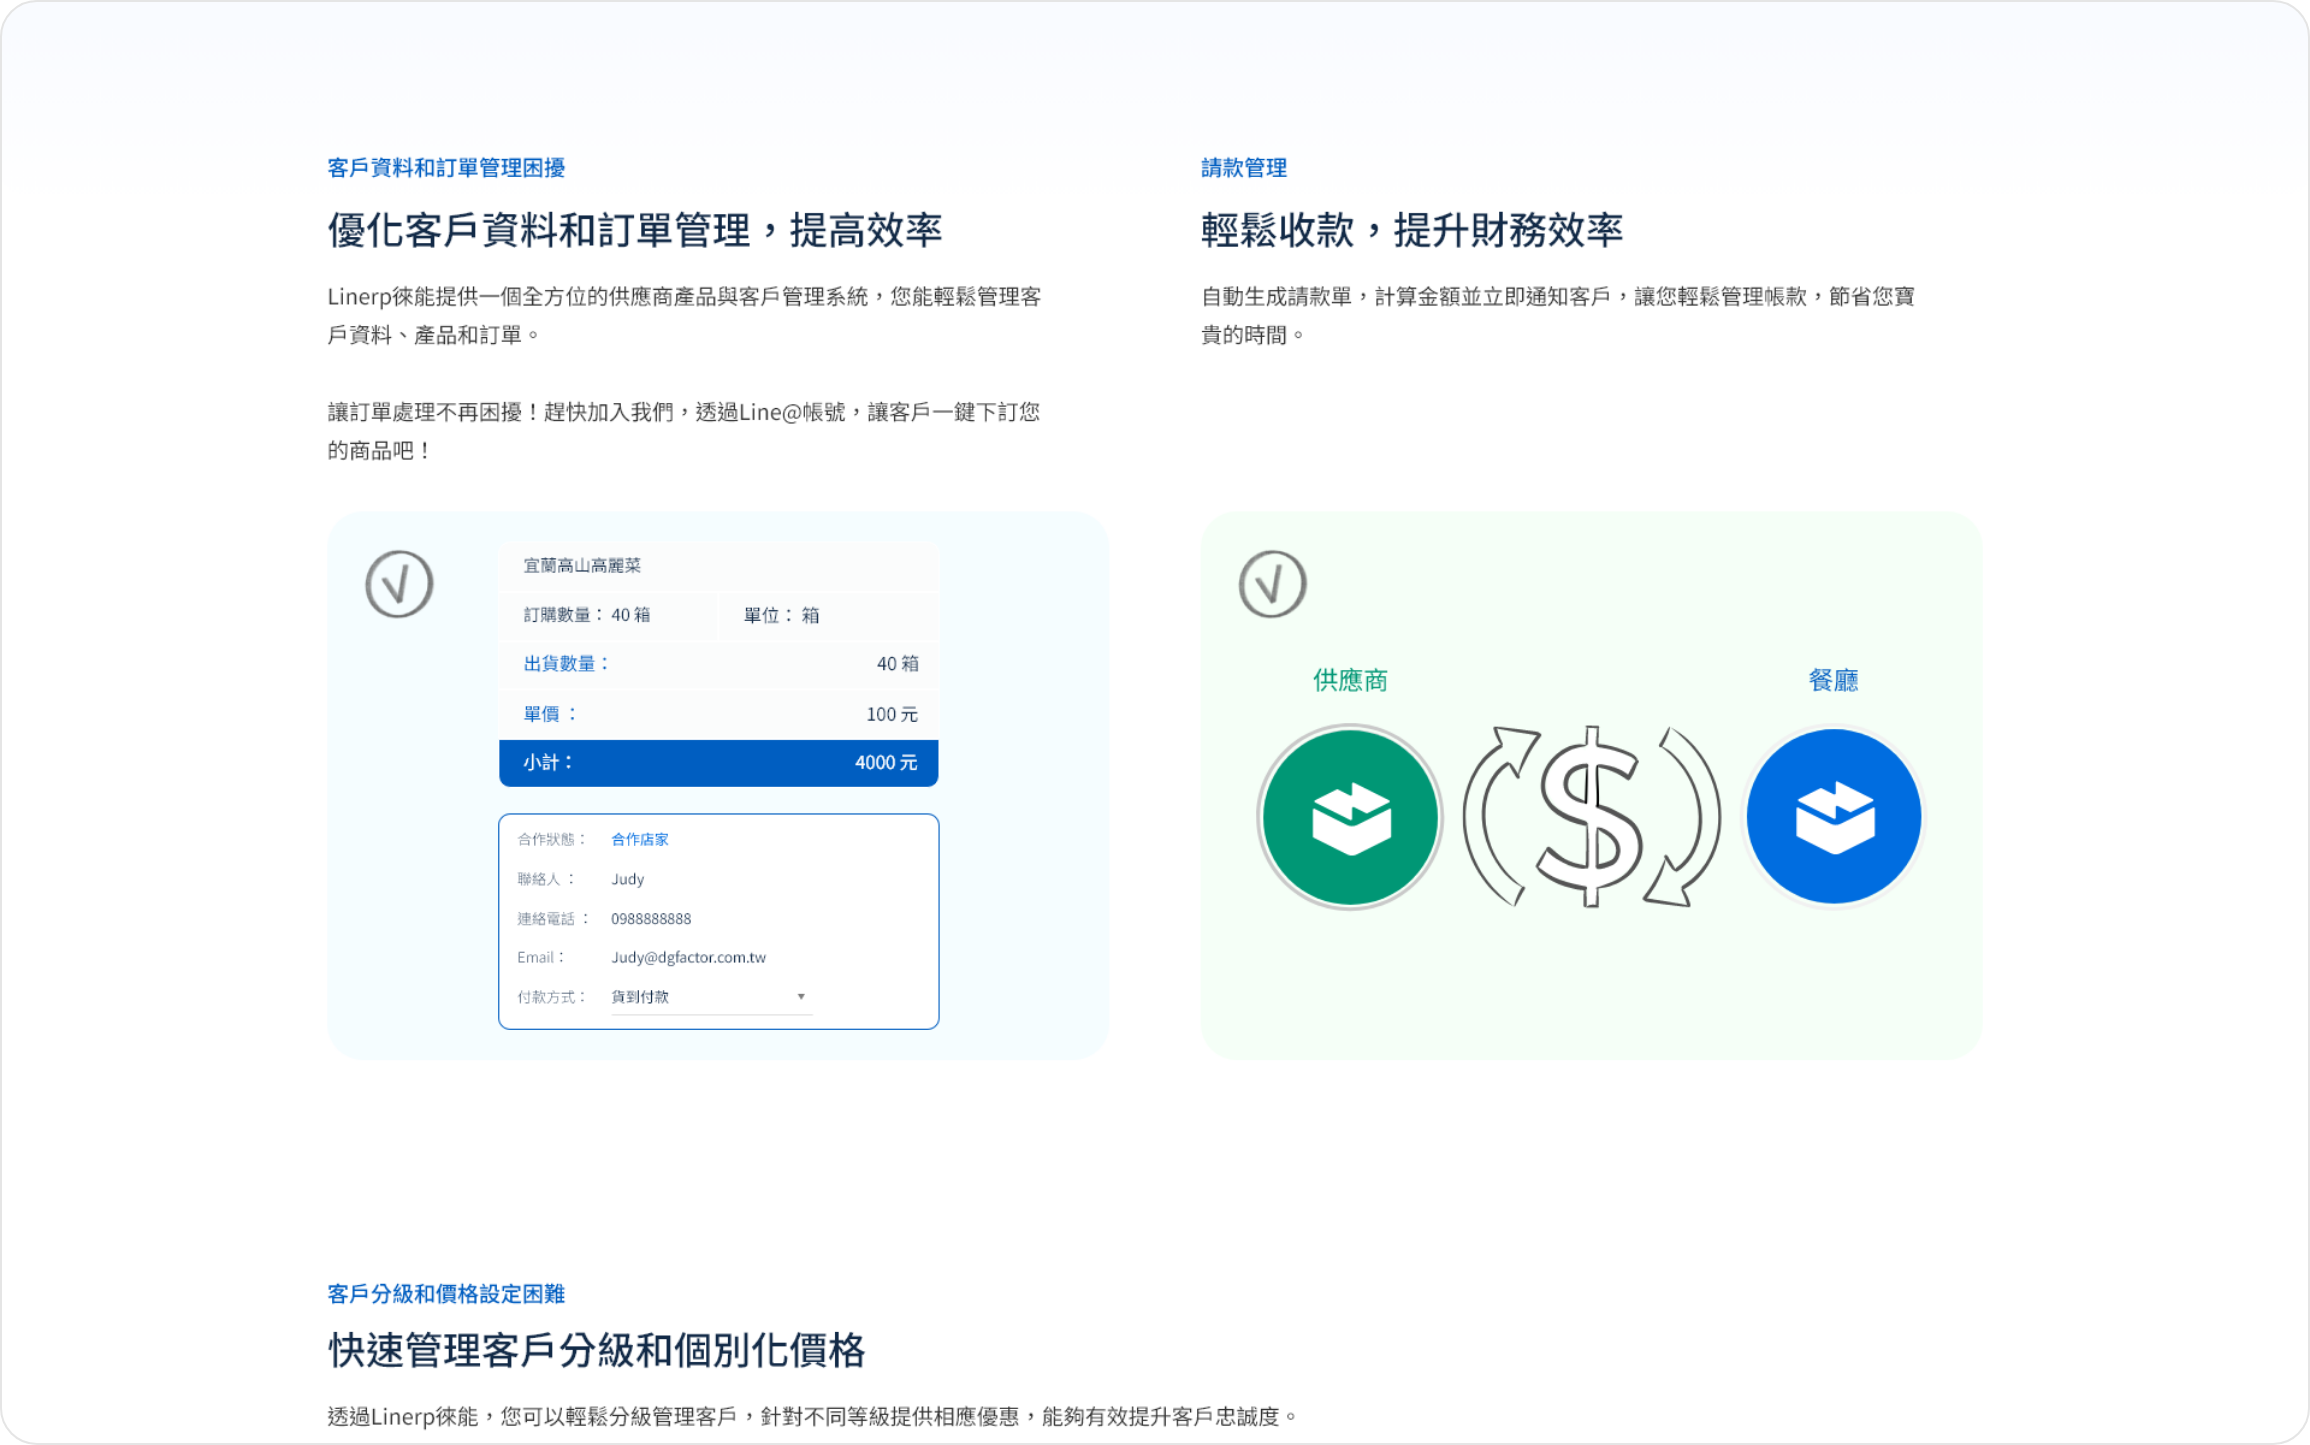 客戶資料和訂單管理困擾
優化客戶資料和訂單管理，提高效率
Linerp徠能提供一個全方位的供應商產品與客戶管理系統，您能輕鬆管理客
戶資料、產品和訂單。
讓訂單處理不再困擾！趕快加入我們，透過Line@帳號，讓客戶一鍵下訂您
的商品吧！
宜蘭高山高麗菜
訂購數量： 40 箱 單位： 箱
出貨數量： 40 箱
單價 ： 100 元
小計： 4000 元
合作狀態： 合作店家
聯絡人 ： Judy
連絡電話 ： 0988888888
Email： Judy@dgfactor.com.tw
付款方式： 貨到付款
請款管理
輕鬆收款，提升財務效率
自動生成請款單，計算金額並立即通知客戶，讓您輕鬆管理帳款，節省您寶
貴的時間。
供應商 餐廳
$
客戶分級和價格設定困難
快速管理客戶分級和個別化價格
透過Linerp徠能，您可以輕鬆分級管理客戶，針對不同等級提供相應優惠，能夠有效提升客戶忠誠度。